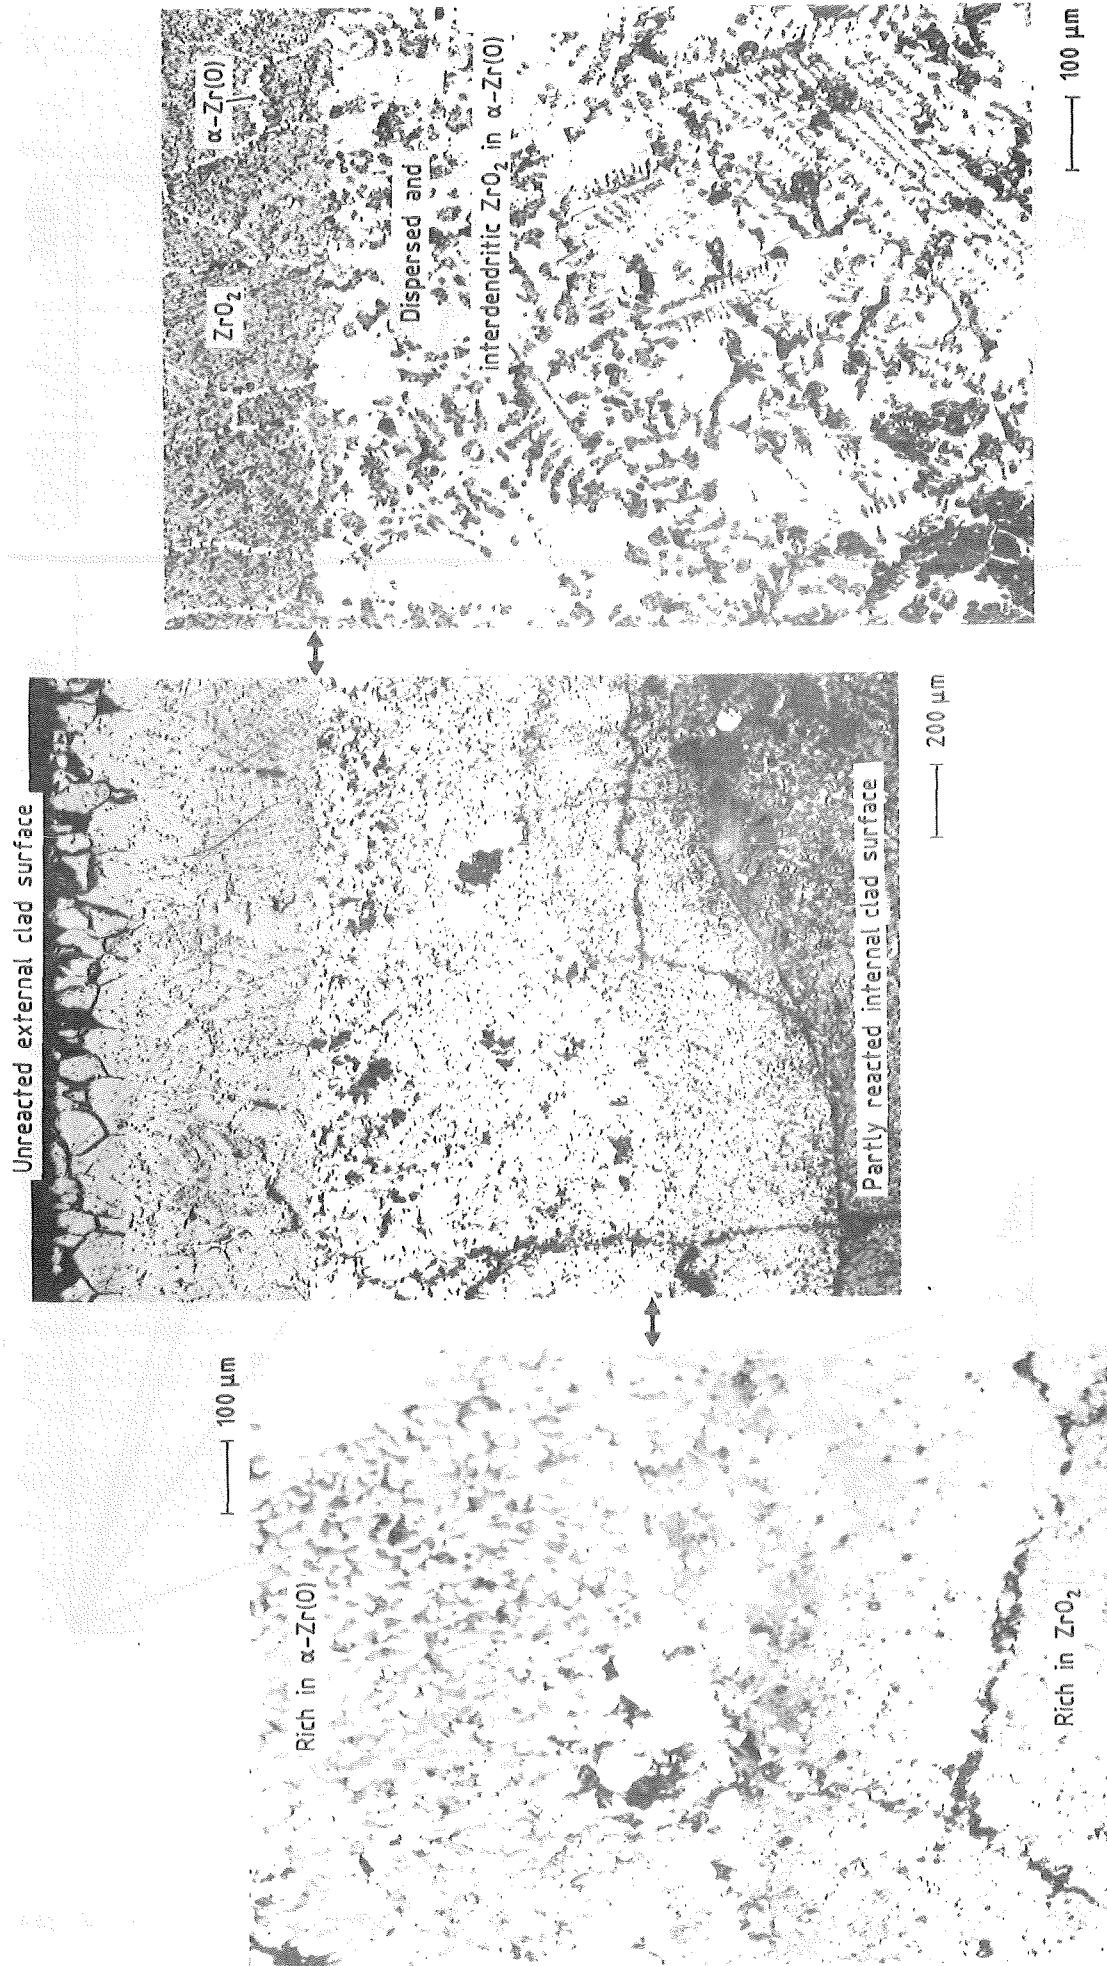 Unreacted external clad surface
Partly reacted internal clad surface
200 µm
100 µm
Rich in α-Zr(O)
Rich in ZrO₂
α-Zr(O)
ZrO₂
Dispersed and
interdendritic ZrO₂ in α-Zr(O)
100 µm